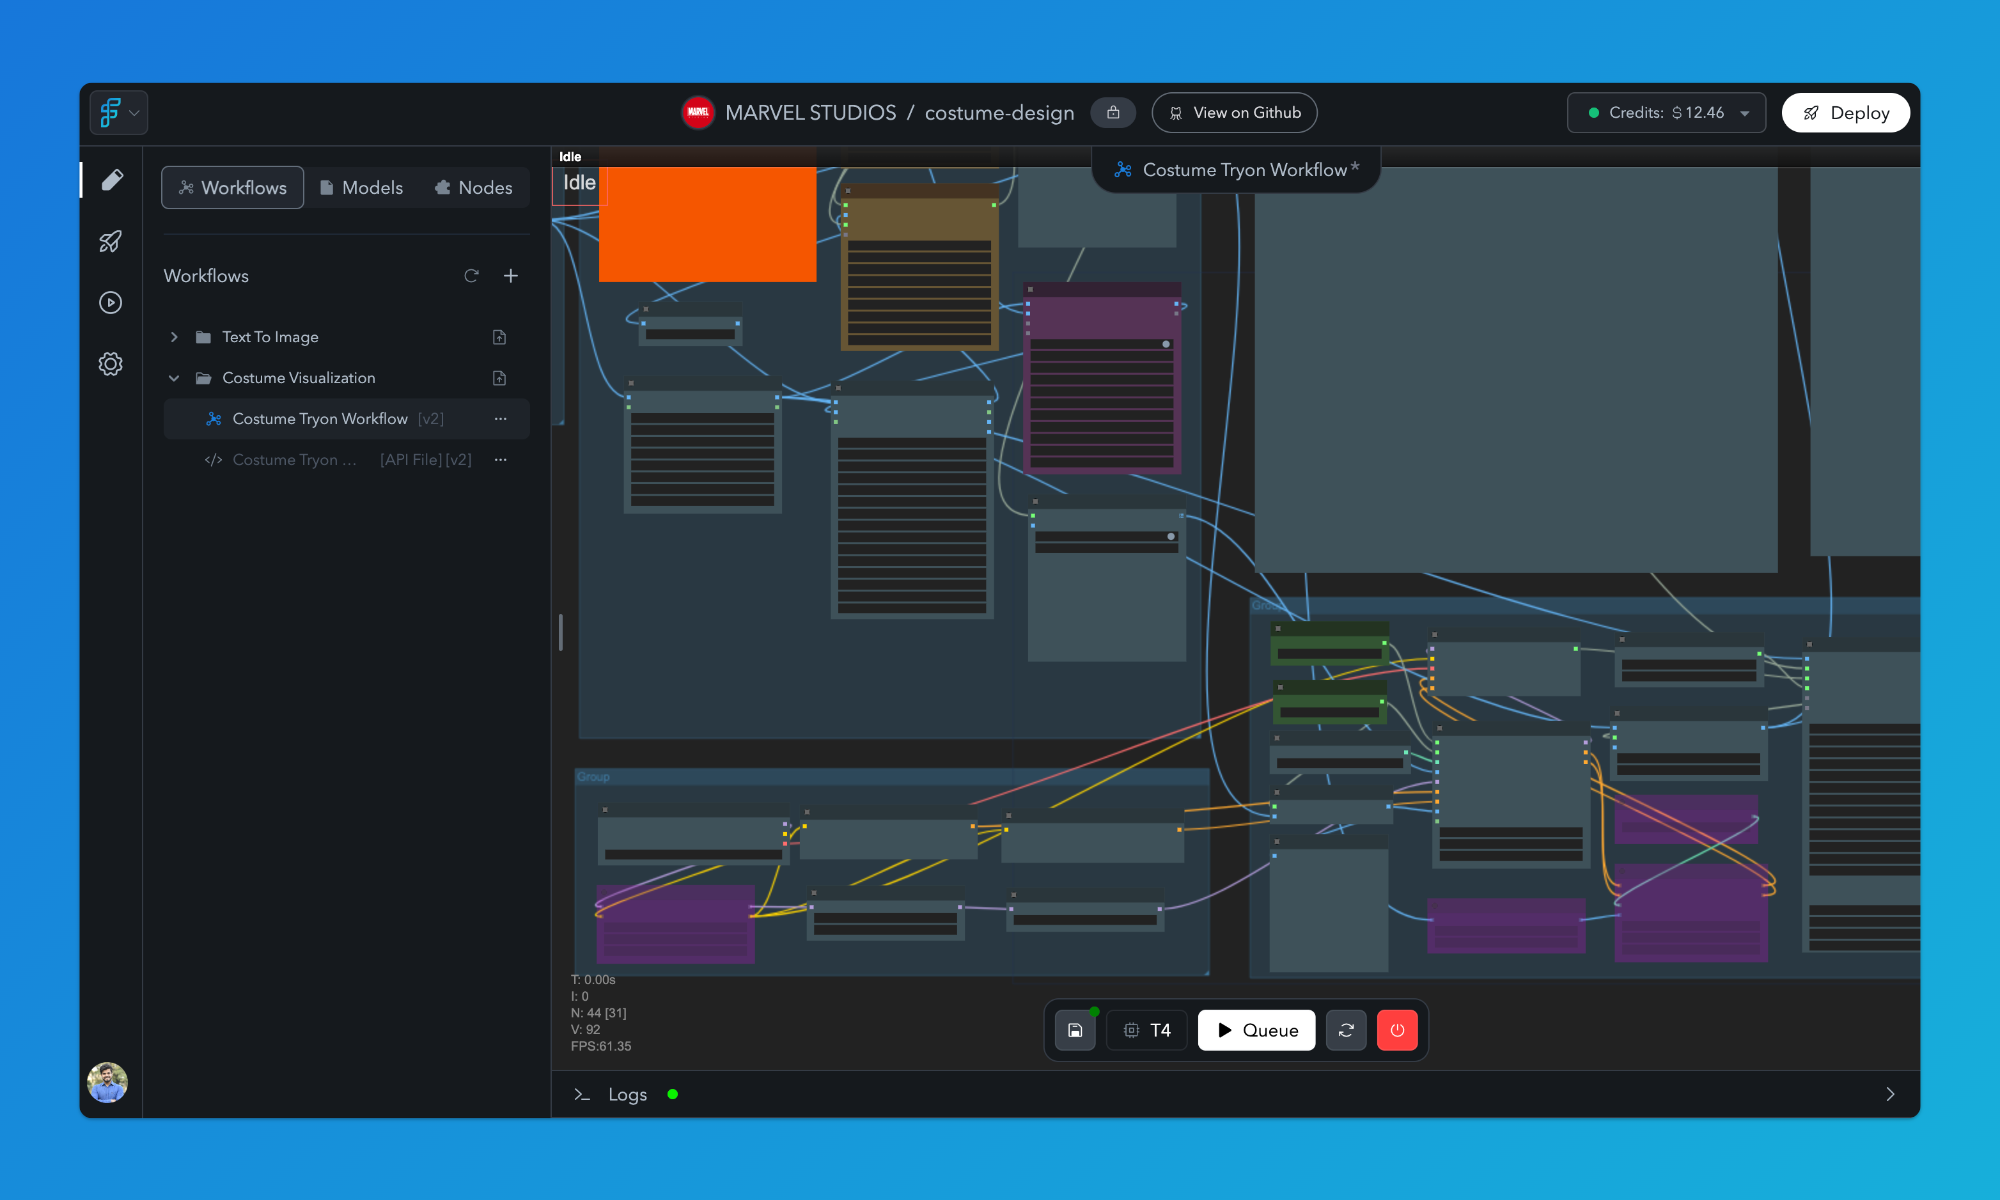 MARVEL
MARVEL STUDIOS / costume-design
View on Github
Credits: $ 12.46
Deploy
Workflows
Models
Nodes
Idle
Idle
Costume Tryon Workflow*
Workflows
Text To Image
Costume Visualization
Costume Tryon Workflow [v2]
</> Costume Tryon ... [API File] [v2]
Group
Group
T: 0.00s
I: 0
N: 44 [31]
V: 92
FPS:61.35
T4
Queue
Logs